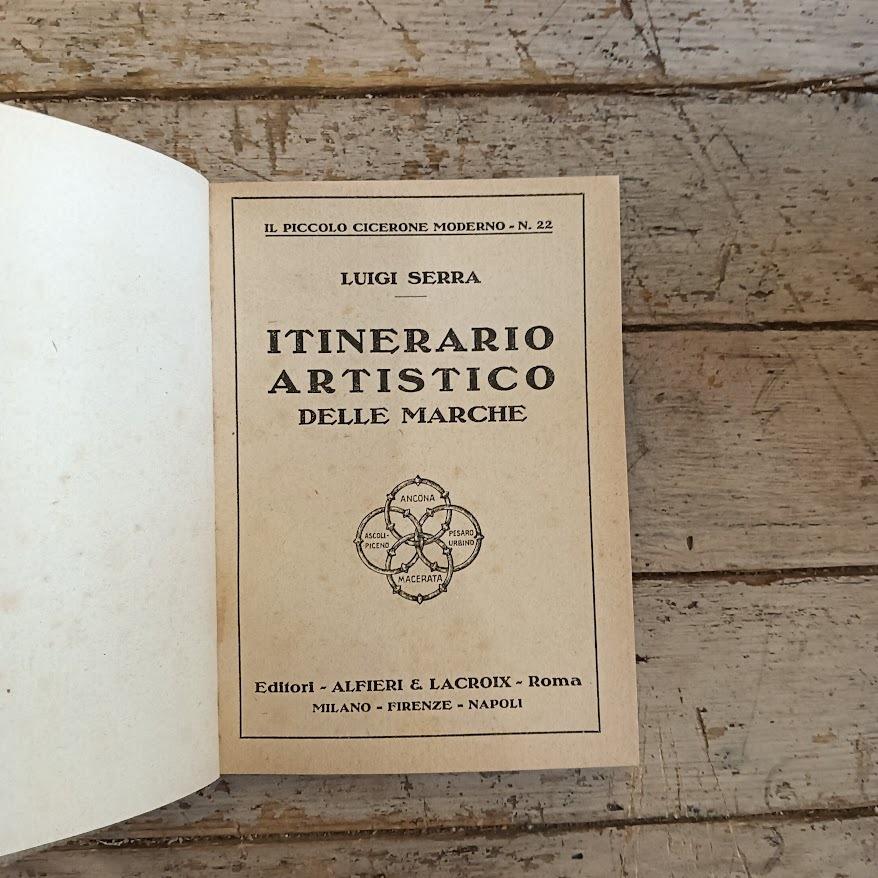 IL PICCOLO CICERONE MODERNO - N. 22
LUIGI SERRA
ITINERARIO
ARTISTICO
DELLE MARCHE
ANCONA
ASCOLI-
PICENO
PESARO
URBINO
MACERATA
Editori - ALFIERI & LACROIX - Roma
MILANO - FIRENZE - NAPOLI